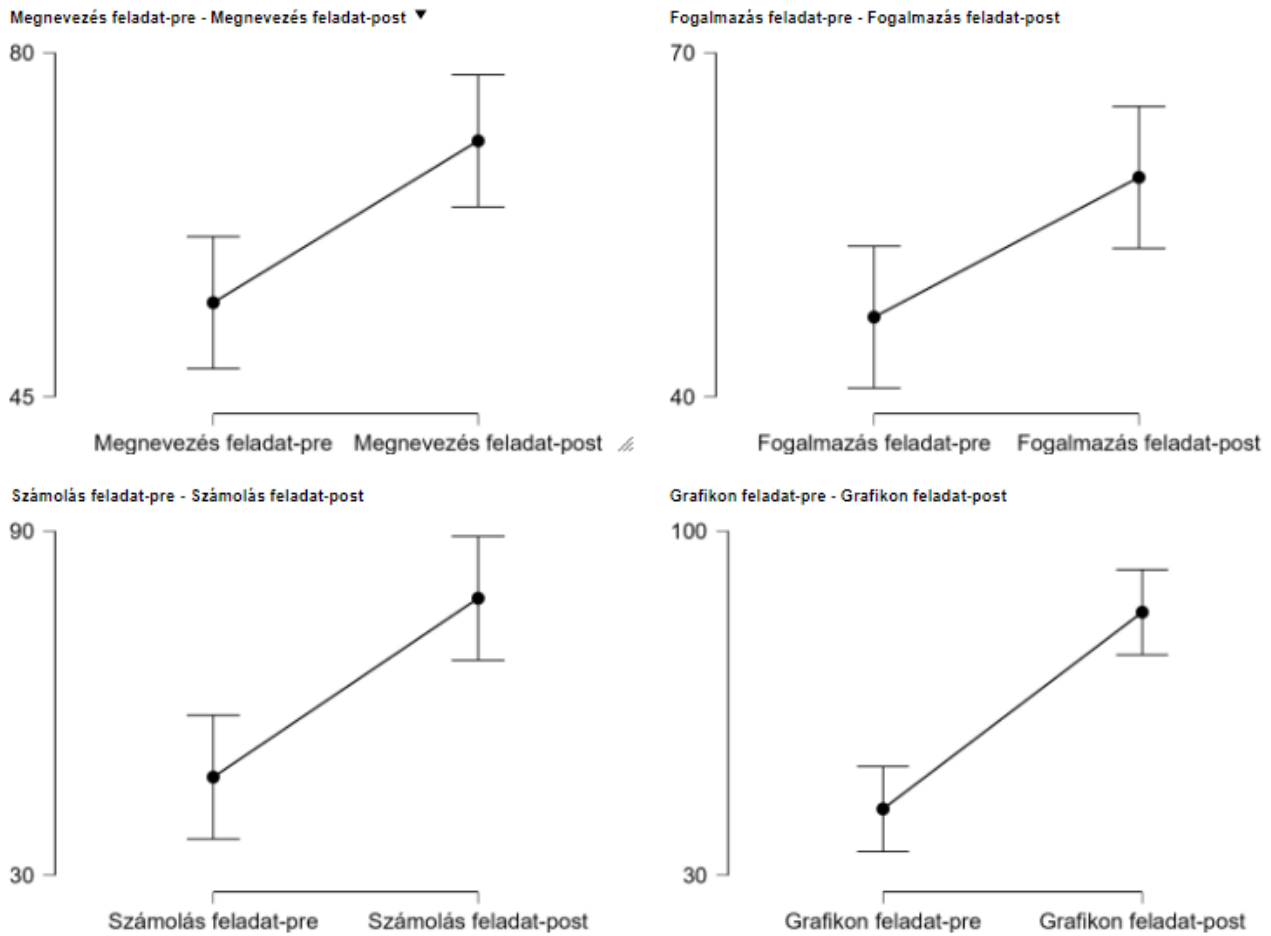 Megnevezés feladat-pre - Megnevezés feladat-post ▼
80
45
Megnevezés feladat-pre Megnevezés feladat-post
Fogalmazás feladat-pre - Fogalmazás feladat-post
70
40
Fogalmazás feladat-pre Fogalmazás feladat-post
Számolás feladat-pre - Számolás feladat-post
90
30
Számolás feladat-pre Számolás feladat-post
Grafikon feladat-pre - Grafikon feladat-post
100
30
Grafikon feladat-pre Grafikon feladat-post